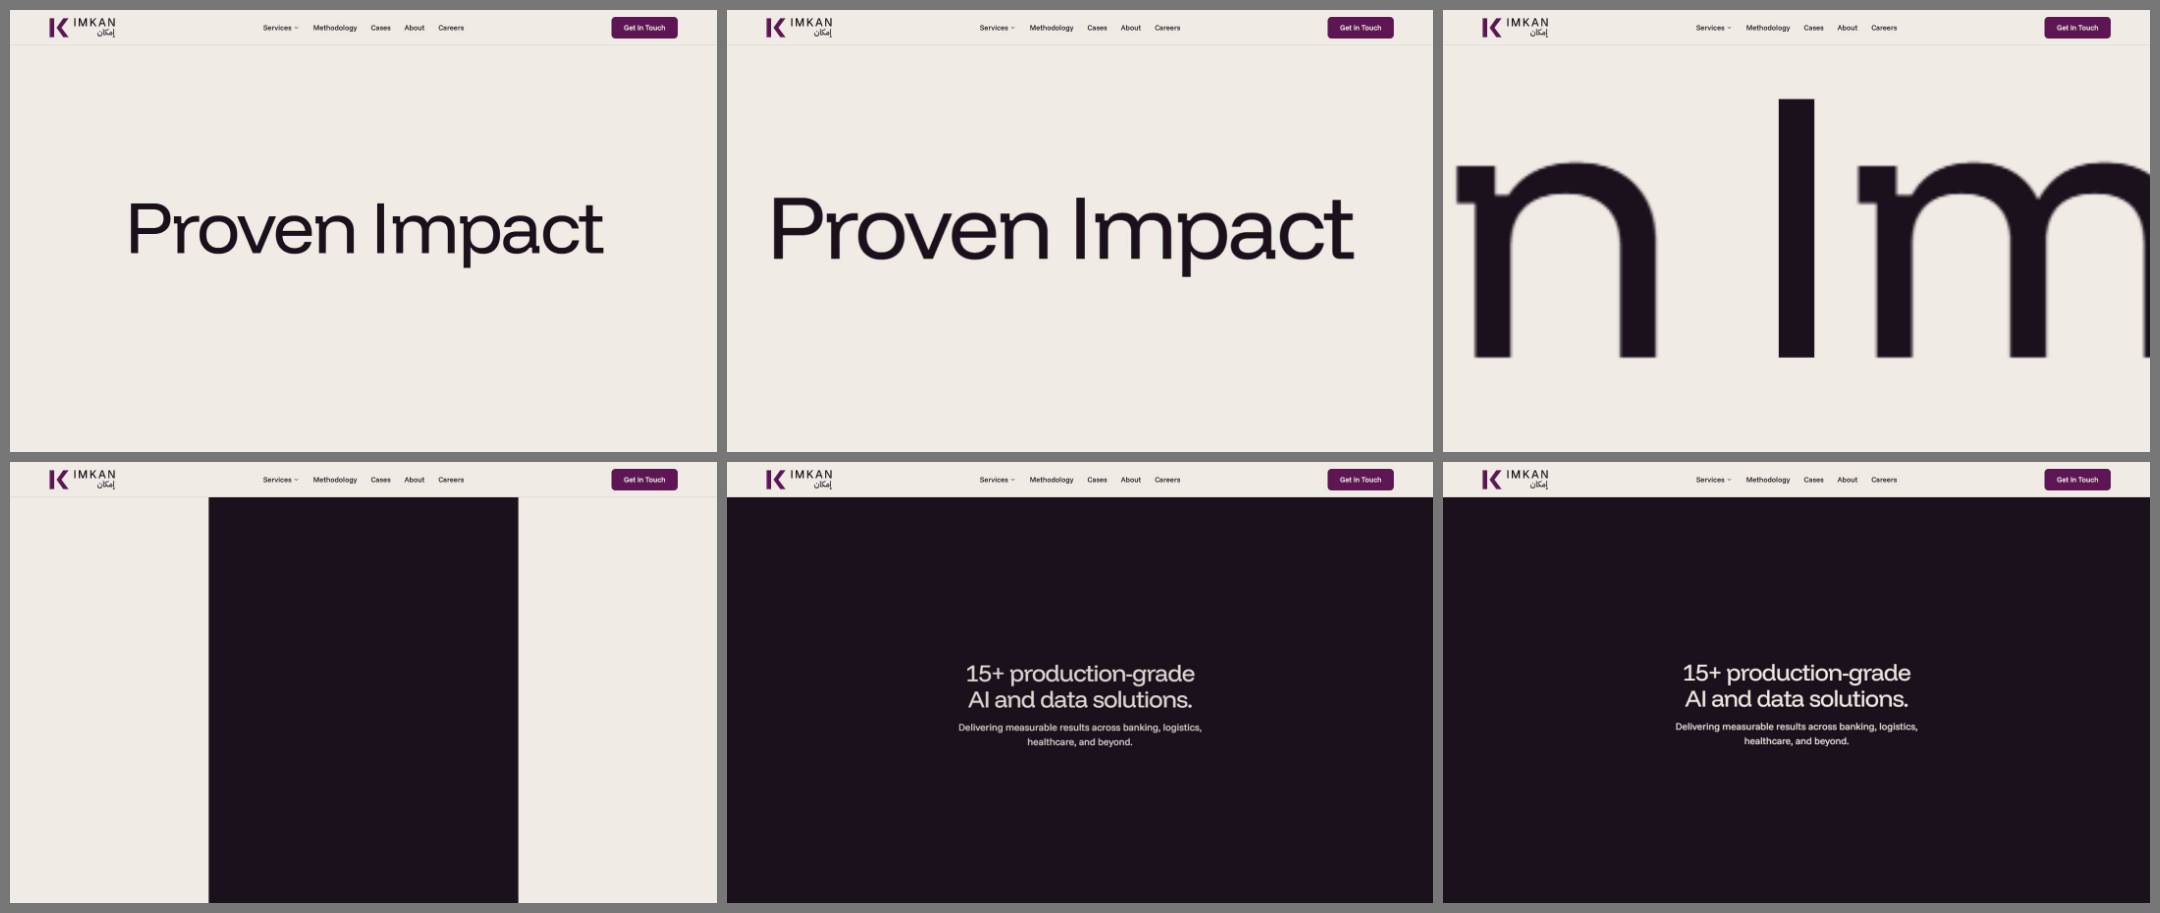 IMKAN
إمكان
Services Methodology Cases About Careers
Get in Touch
Proven Impact
IMKAN
إمكان
Services Methodology Cases About Careers
Get in Touch
Proven Impact
IMKAN
إمكان
Services Methodology Cases About Careers
Get in Touch
n Im
IMKAN
إمكان
Services Methodology Cases About Careers
Get in Touch
IMKAN
إمكان
Services Methodology Cases About Careers
Get in Touch
15+ production-grade
AI and data solutions.
Delivering measurable results across banking, logistics,
healthcare, and beyond.
IMKAN
إمكان
Services Methodology Cases About Careers
Get in Touch
15+ production-grade
AI and data solutions.
Delivering measurable results across banking, logistics,
healthcare, and beyond.